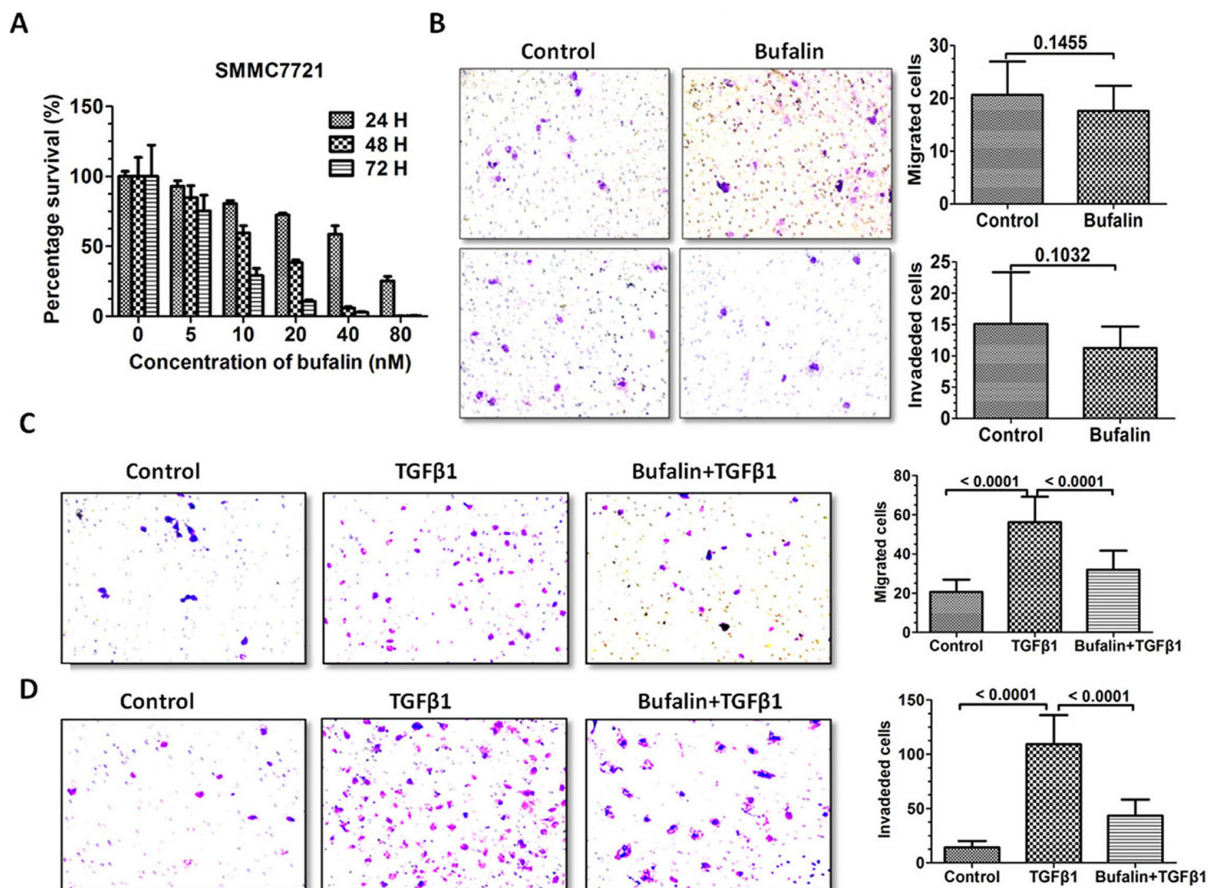 A
SMMC7721
Percentage survival (%)
150
100
50
0
24 H
48 H
72 H
0 5 10 20 40 80
Concentration of bufalin (nM)
B
Control Bufalin
Migrated cells
30
20
10
0
0.1455
Control Bufalin
Invadeded cells
25
20
15
10
5
0
0.1032
Control Bufalin
C
Control TGFβ1 Bufalin+TGFβ1
Migrated cells
80
60
40
20
0
< 0.0001 < 0.0001
Control TGFβ1 Bufalin+TGFβ1
D
Control TGFβ1 Bufalin+TGFβ1
Invadeded cells
150
100
50
0
< 0.0001 < 0.0001
Control TGFβ1 Bufalin+TGFβ1